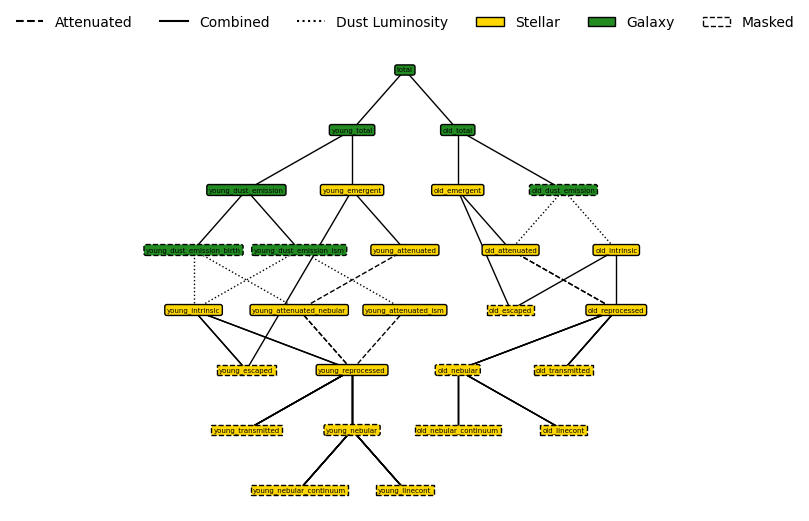 Attenuated Combined Dust Luminosity Stellar Galaxy Masked
total
young_total old_total
young_dust_emission young_emergent old_emergent old_dust_emission
young_dust_emission_birth young_dust_emission_ism young_attenuated old_attenuated old_intrinsic
young_intrinsic young_attenuated_nebular young_attenuated_ism old_escaped old_reprocessed
young_escaped young_reprocessed old_nebular old_transmitted
young_transmitted young_nebular old_nebular_continuum old_linecont
young_nebular_continuum young_linecont